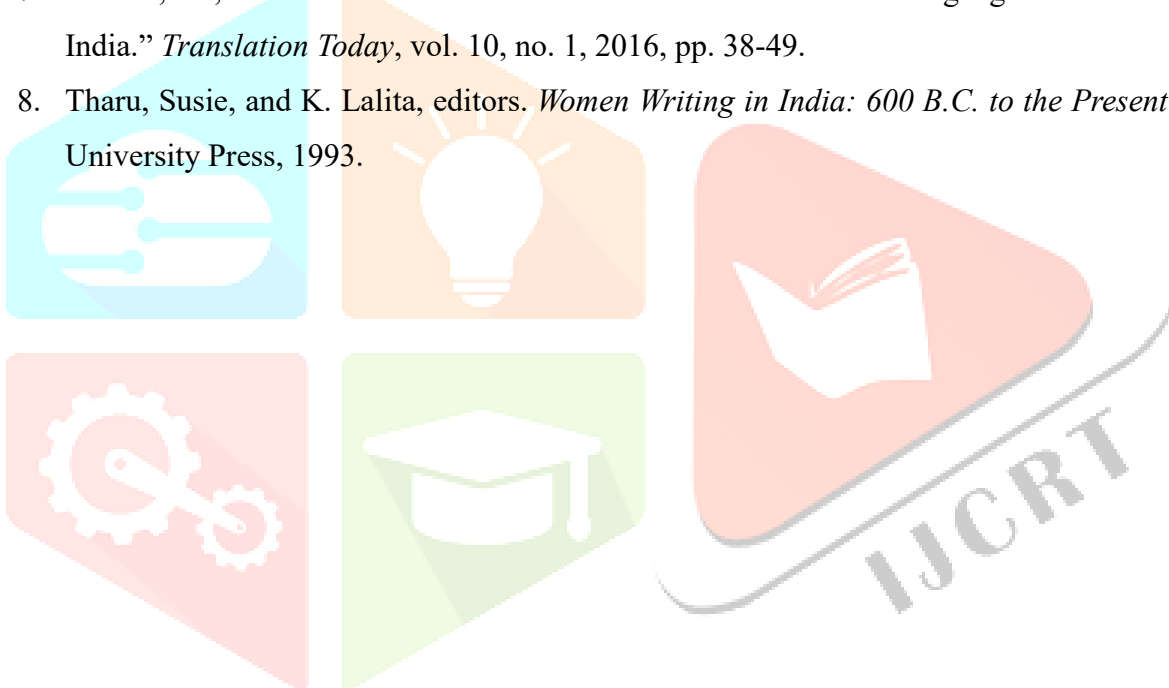 India.” Translation Today, vol. 10, no. 1, 2016, pp. 38-49.
8. Tharu, Susie, and K. Lalita, editors. Women Writing in India: 600 B.C. to the Present
University Press, 1993.
IJCRT